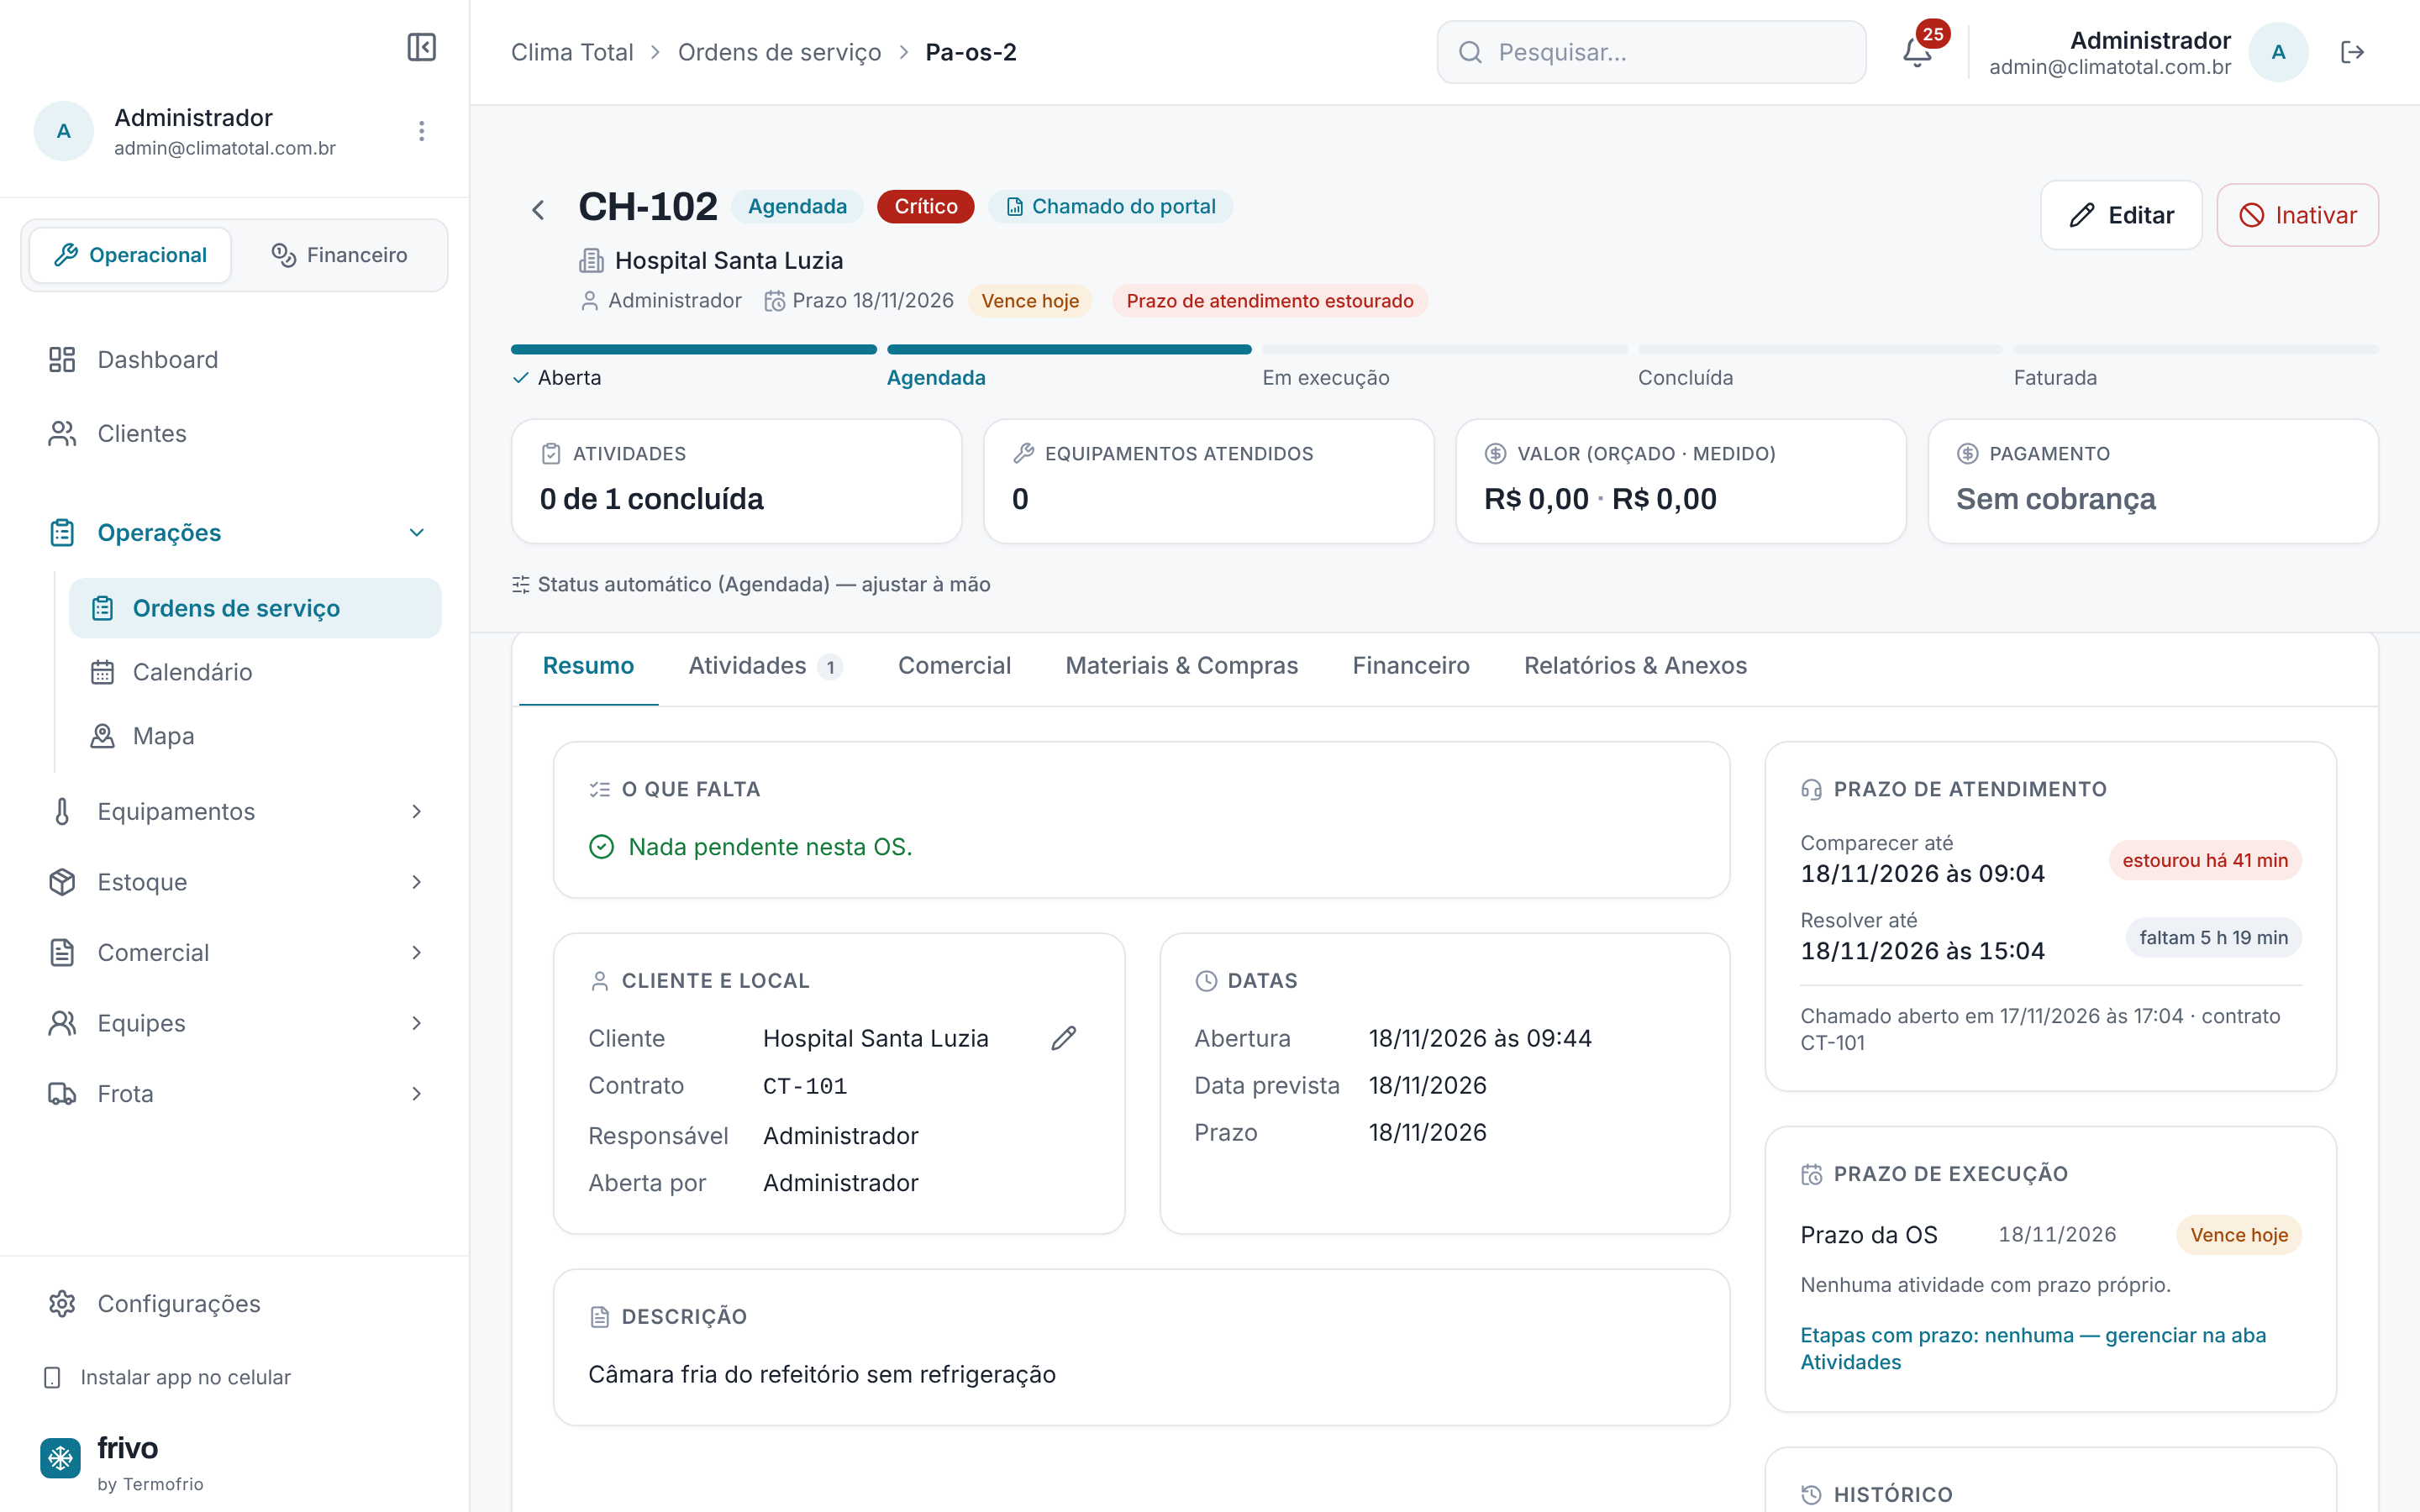 Clima Total > Ordens de serviço > Pa-os-2
Pesquisar...
25
Administrador
admin@climatotal.com.br
A
A
Administrador
admin@climatotal.com.br
Operacional
Financeiro
Dashboard
Clientes
Operações
Ordens de serviço
Calendário
Mapa
Equipamentos
Estoque
Comercial
Equipes
Frota
Configurações
Instalar app no celular
frivo
by Termofrio
CH-102 Agendada Crítico Chamado do portal
Editar
Inativar
Hospital Santa Luzia
Administrador Prazo 18/11/2026 Vence hoje Prazo de atendimento estourado
Aberta
Agendada
Em execução
Concluída
Faturada
ATIVIDADES
0 de 1 concluída
EQUIPAMENTOS ATENDIDOS
0
VALOR (ORÇADO · MEDIDO)
R$ 0,00 · R$ 0,00
PAGAMENTO
Sem cobrança
Status automático (Agendada) — ajustar à mão
Resumo
Atividades 1
Comercial
Materiais & Compras
Financeiro
Relatórios & Anexos
O QUE FALTA
Nada pendente nesta OS.
CLIENTE E LOCAL
Cliente Hospital Santa Luzia
Contrato CT-101
Responsável Administrador
Aberta por Administrador
DATAS
Abertura 18/11/2026 às 09:44
Data prevista 18/11/2026
Prazo 18/11/2026
DESCRIÇÃO
Câmara fria do refeitório sem refrigeração
PRAZO DE ATENDIMENTO
Comparecer até
18/11/2026 às 09:04
estourou há 41 min
Resolver até
18/11/2026 às 15:04
faltam 5 h 19 min
Chamado aberto em 17/11/2026 às 17:04 · contrato
CT-101
PRAZO DE EXECUÇÃO
Prazo da OS 18/11/2026 Vence hoje
Nenhuma atividade com prazo próprio.
Etapas com prazo: nenhuma — gerenciar na aba
Atividades
HISTÓRICO